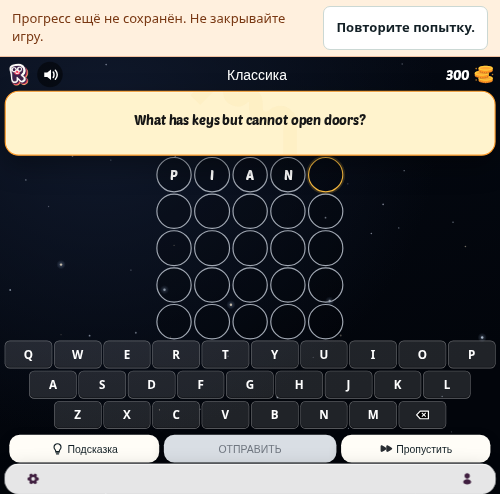 Прогресс ещё не сохранён. Не закрывайте
игру.
Повторите попытку.
Классика
300
What has keys but cannot open doors?
P I A N
Q W E R T Y U I O P
A S D F G H J K L
Z X C V B N M
Подсказка
ОТПРАВИТЬ
Пропустить